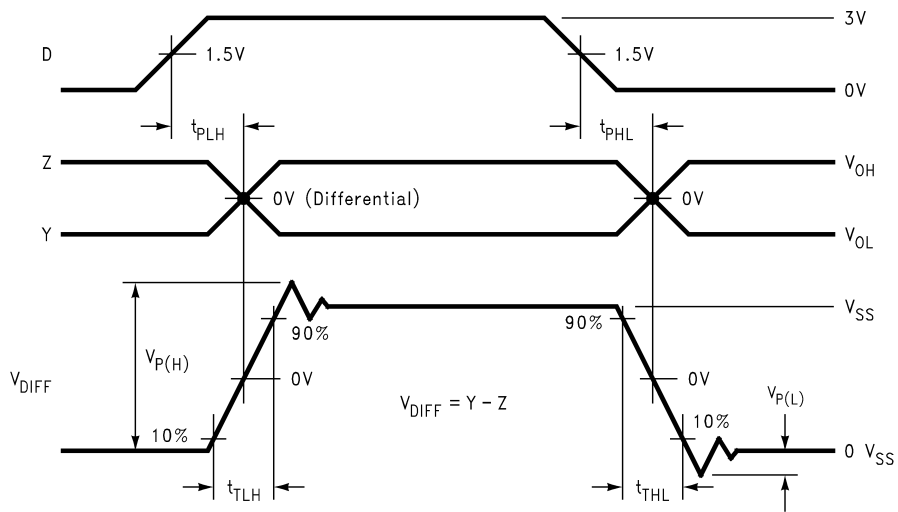 3V
D
1.5V
1.5V
0V
tPLH
tPHL
Z
VOH
0V (Differential)
0V
Y
VOL
VSS
90%
90%
VP(H)
VDIFF
0V
0V
VDIFF = Y − Z
VP(L)
10%
10%
0 VSS
tTLH
tTHL